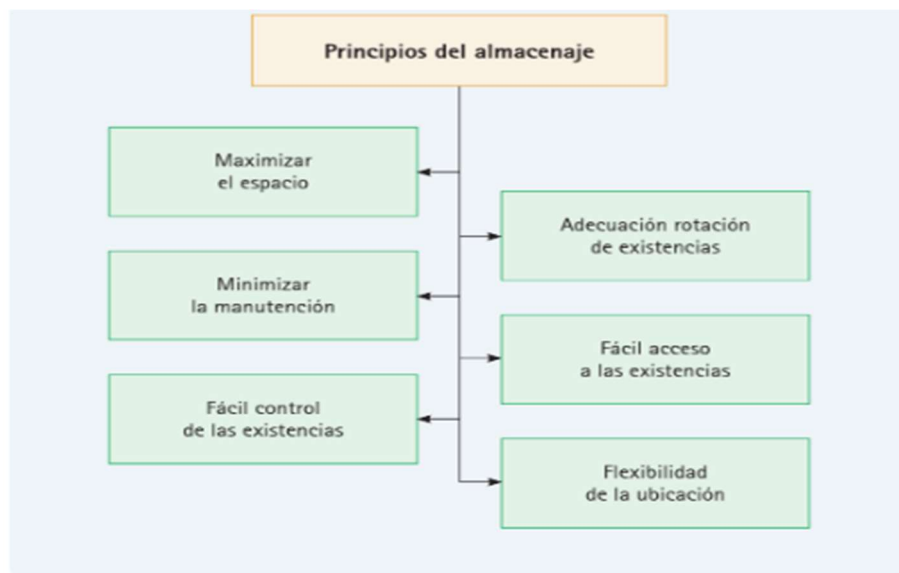 Principios del almacenaje
Maximizar
el espacio
Adecuación rotación
de existencias
Minimizar
la manutención
Fácil acceso
a las existencias
Fácil control
de las existencias
Flexibilidad
de la ubicación